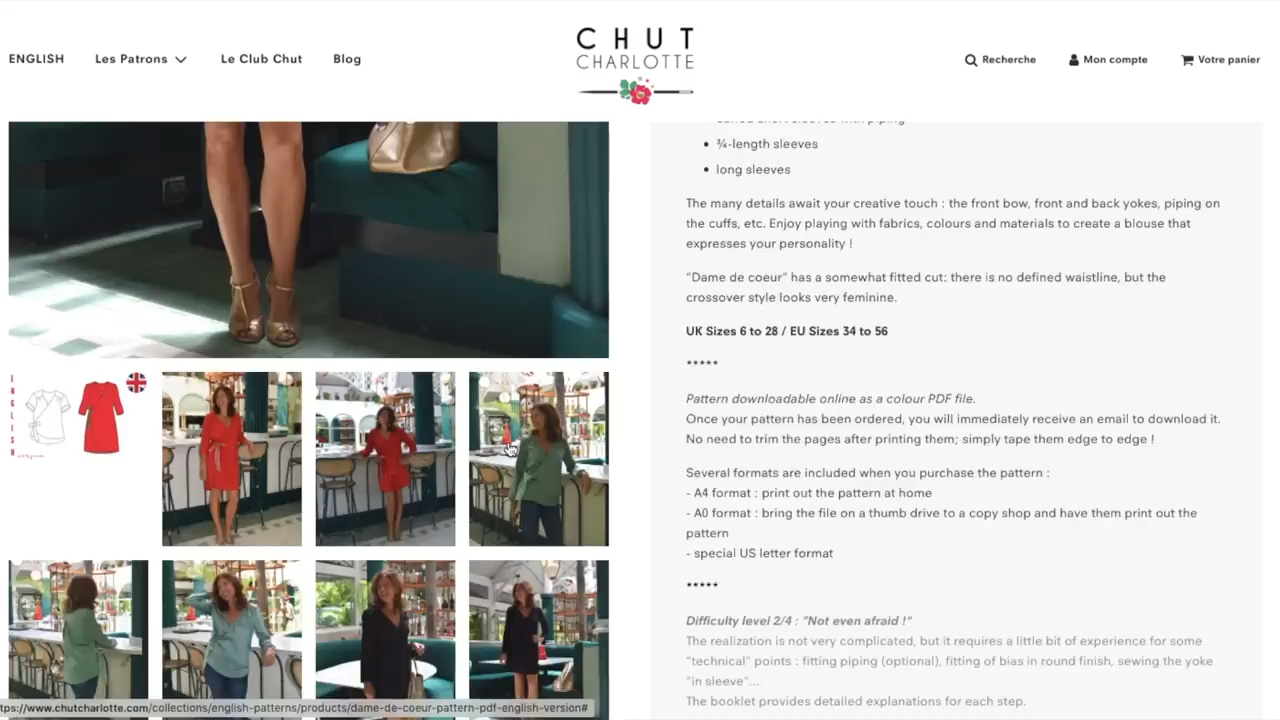 ENGLISH
Les Patrons
Le Club Chut
Blog
CHUT
CHARLOTTE
Recherche
Mon compte
Votre panier
• ¾-length sleeves
• long sleeves
The many details await your creative touch : the front bow, front and back yokes, piping on
the cuffs, etc. Enjoy playing with fabrics, colours and materials to create a blouse that
expresses your personality !
"Dame de coeur" has a somewhat fitted cut: there is no defined waistline, but the
crossover style looks very feminine.
UK Sizes 6 to 28 / EU Sizes 34 to 56
*****
Pattern downloadable online as a colour PDF file.
Once your pattern has been ordered, you will immediately receive an email to download it.
No need to trim the pages after printing them; simply tape them edge to edge !
Several formats are included when you purchase the pattern :
- A4 format : print out the pattern at home
- A0 format : bring the file on a thumb drive to a copy shop and have them print out the
pattern
- special US letter format
*****
Difficulty level 2/4 : "Not even afraid !"
The realization is not very complicated, but it requires a little bit of experience for some
"technical" points : fitting piping (optional), fitting of bias in round finish, sewing the yoke
"in sleeve"...
The booklet provides detailed explanations for each step.
ENGLISH
tps://www.chutcharlotte.com/collections/english-patterns/products/dame-de-coeur-pattern-pdf-english-version#